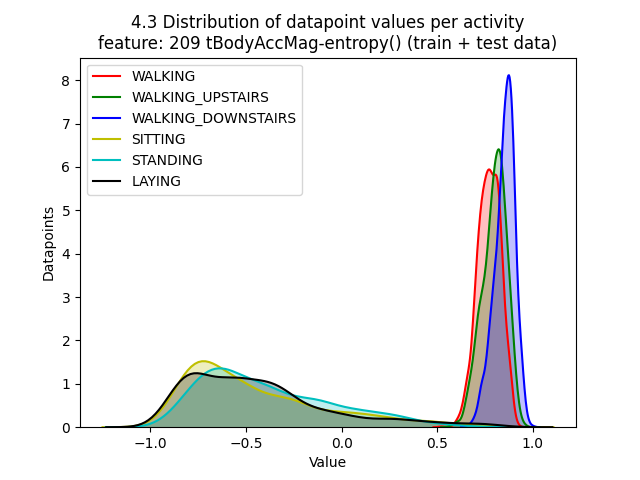 4.3 Distribution of datapoint values per activity
feature: 209 tBodyAccMag-entropy() (train + test data)
WALKING
WALKING_UPSTAIRS
WALKING_DOWNSTAIRS
SITTING
STANDING
LAYING
Datapoints
8
7
6
5
4
3
2
1
0
−1.0 −0.5 0.0 0.5 1.0
Value